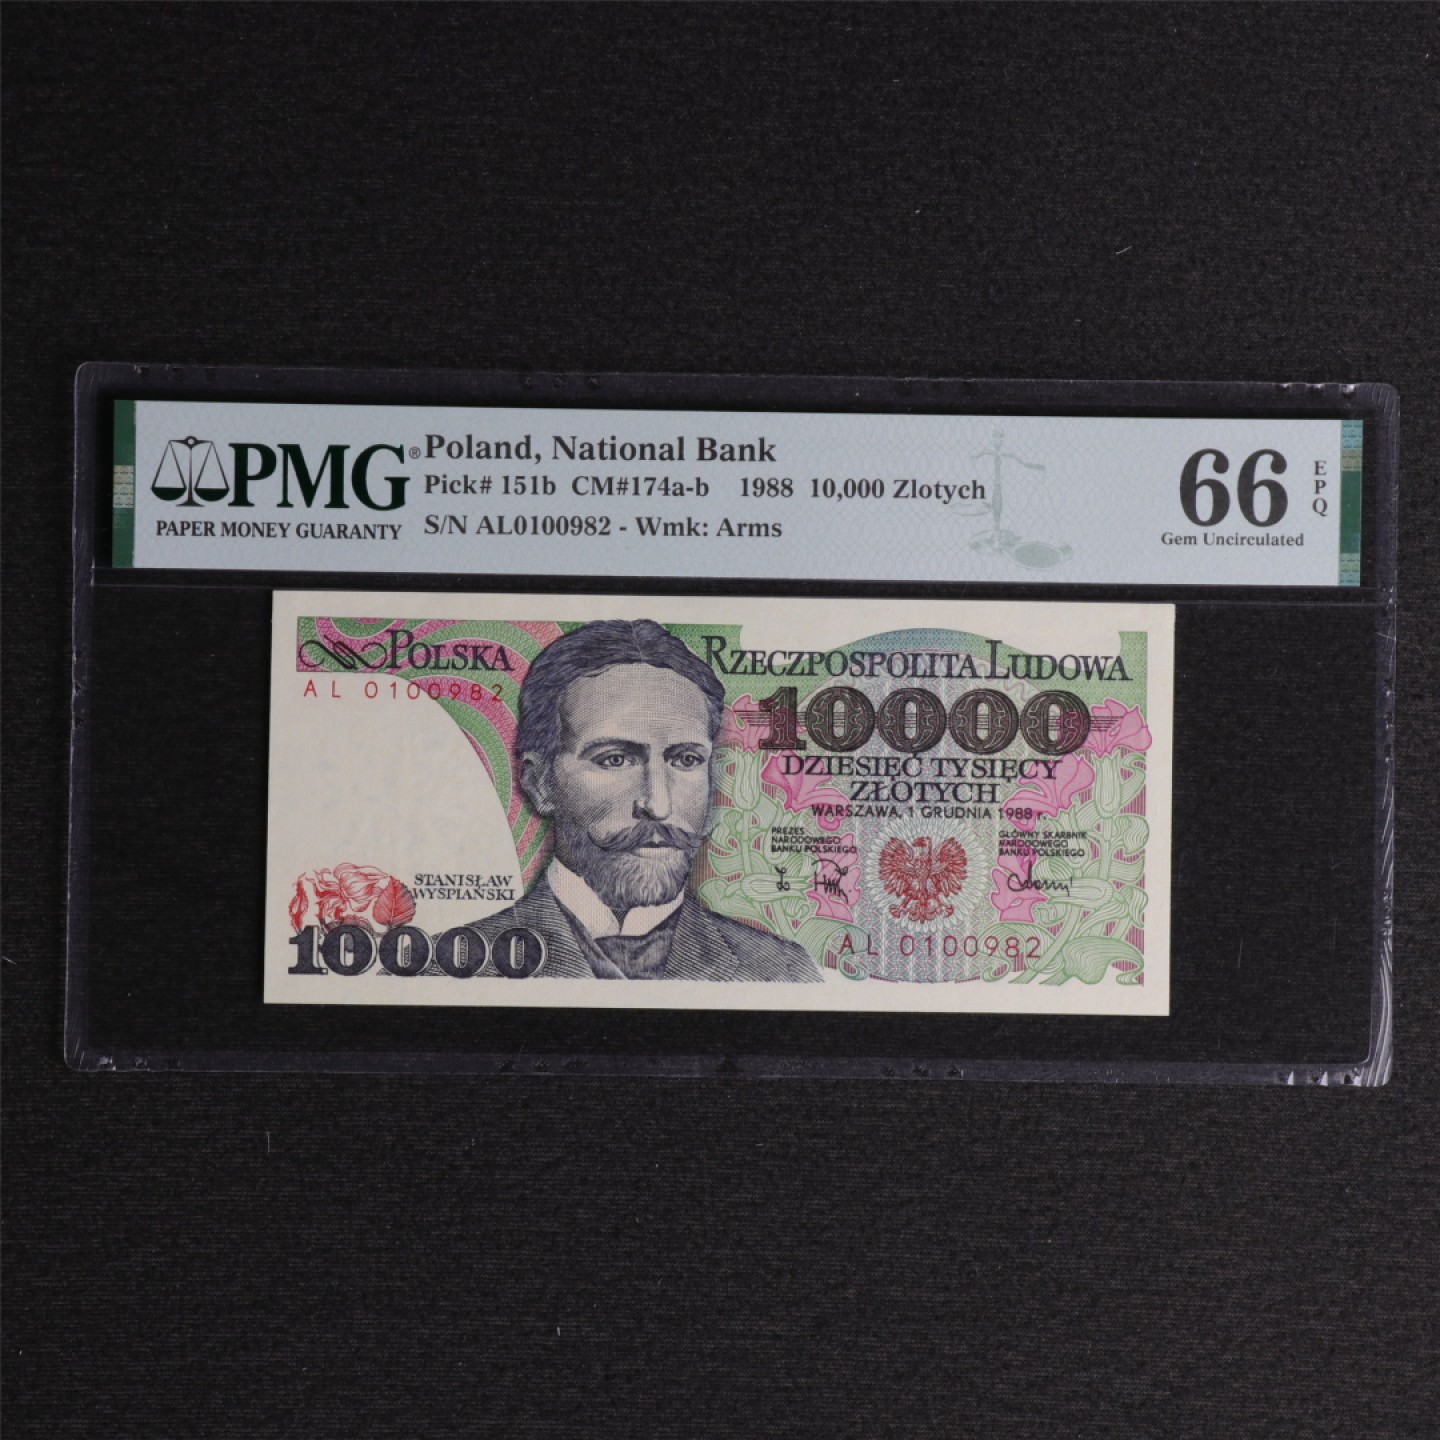 PMG®
PAPER MONEY GUARANTY
Poland, National Bank
Pick# 151b CM#174a-b 1988 10,000 Zlotych
S/N AL0100982 - Wmk: Arms
66
EPQ
Gem Uncirculated
POLSKA RZECZPOSPOLITA LUDOWA
AL 0100982
10000
DZIESIĘĆ TYSIĘCY
ZŁOTYCH
WARSZAWA, 1 GRUDNIA 1988 r.
PREZES
NARODOWEGO
BANKU POLSKIEGO
GŁÓWNY SKARBNIK
NARODOWEGO
BANKU POLSKIEGO
STANISŁAW
WYSPIAŃSKI
10000
AL 0100982